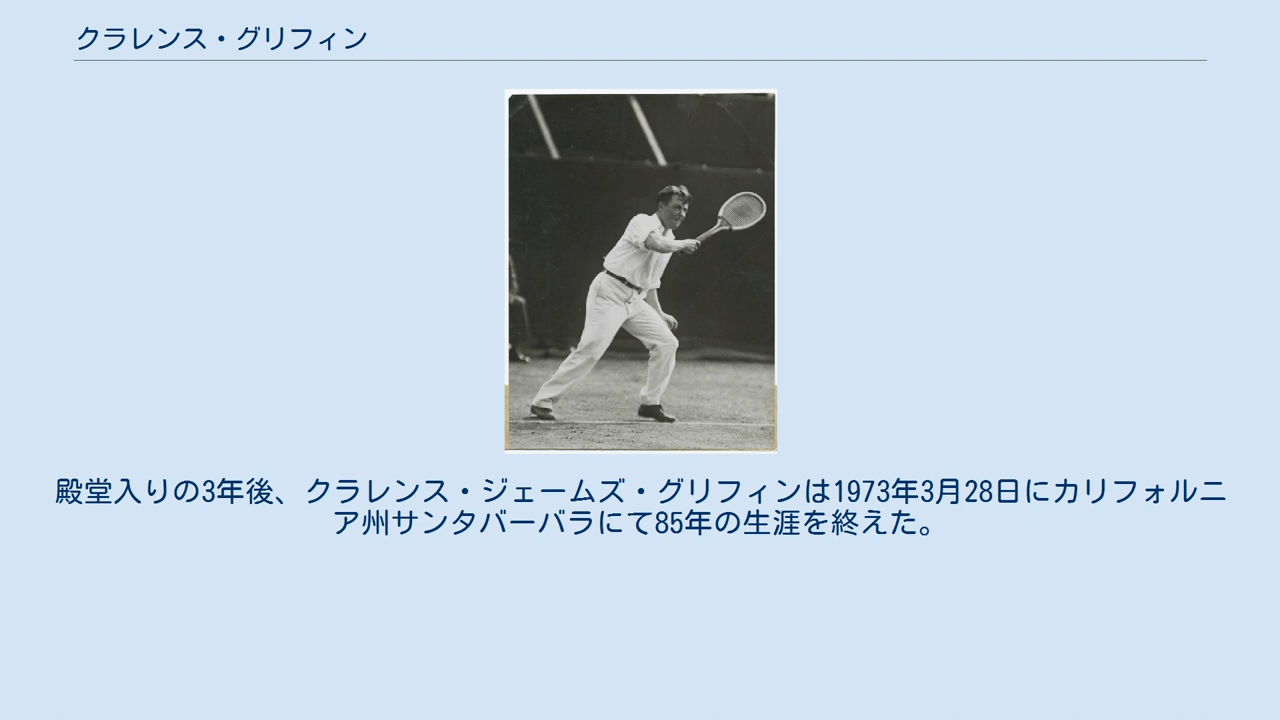 クラレンス・グリフィン
殿堂入りの3年後、クラレンス・ジェームズ・グリフィンは1973年3月28日にカリフォルニ
ア州サンタバーバラにて85年の生涯を終えた。